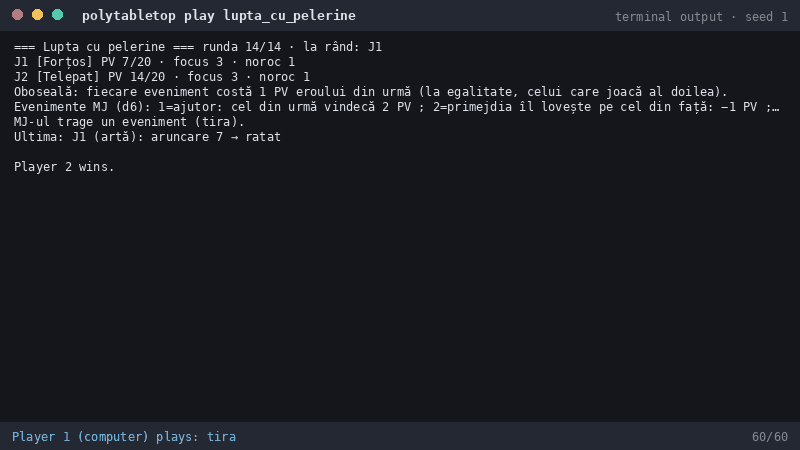 polytabletop play lupta_cu_pelerine
terminal output · seed 1
=== Lupta cu pelerine === runda 14/14 · la rând: J1
J1 [Forțos] PV 7/20 · focus 3 · noroc 1
J2 [Telepat] PV 14/20 · focus 3 · noroc 1
Oboseală: fiecare eveniment costă 1 PV eroului din urmă (la egalitate, celui care joacă al doilea).
Evenimente MJ (d6): 1=ajutor: cel din urmă vindecă 2 PV ; 2=primejdia îl lovește pe cel din față: −1 PV ;…
MJ-ul trage un eveniment (tira).
Ultima: J1 (artă): aruncare 7 → ratat
Player 2 wins.
Player 1 (computer) plays: tira
60/60